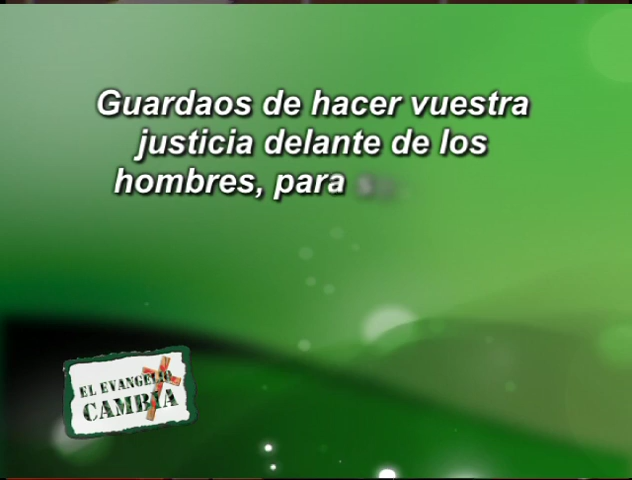 Guardaos de hacer vuestra
justicia delante de los
hombres, para
EL EVANGELIO
CAMBIA